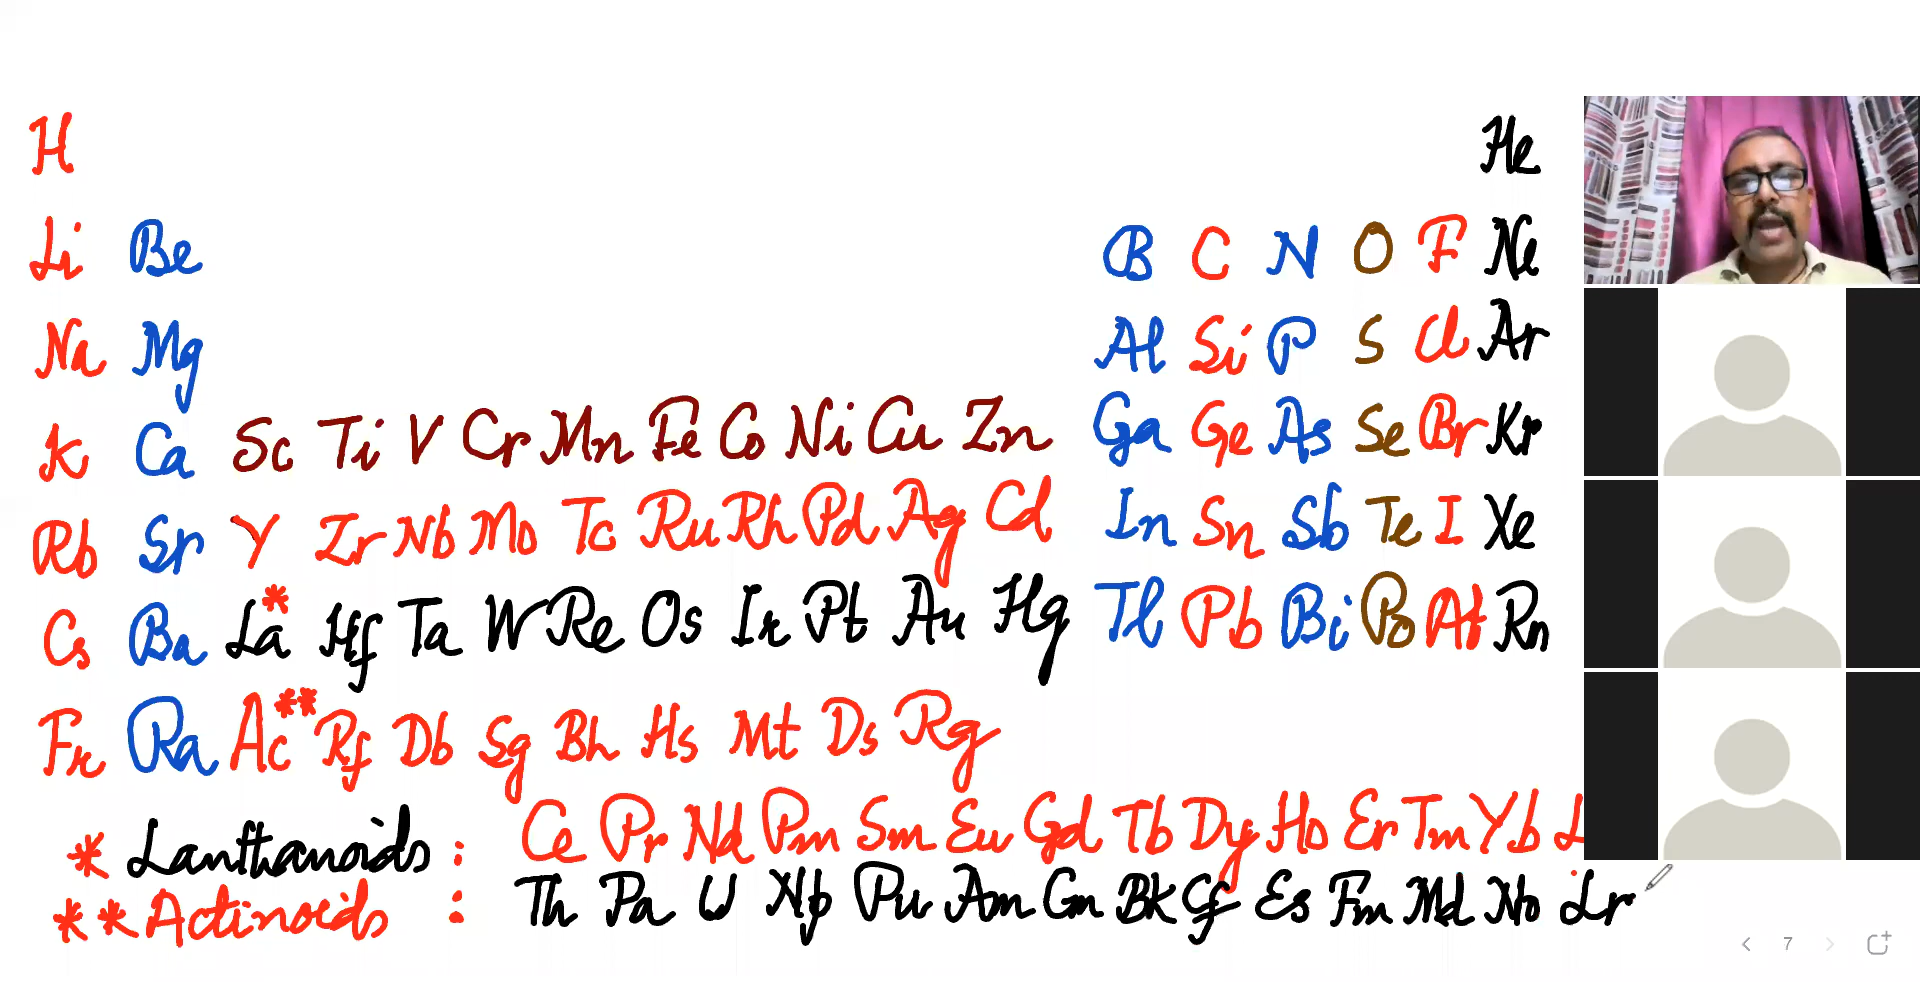 H He
Li Be B C N O F Ne
Na Mg Al Si P S Cl Ar
K Ca Sc Ti V Cr Mn Fe Co Ni Cu Zn Ga Ge As Se Br Kr
Rb Sr Y Zr Nb Mo Tc Ru Rh Pd Ag Cd In Sn Sb Te I Xe
Cs Ba La* Hf Ta W Re Os Ir Pt Au Hg Tl Pb Bi Po At Rn
Fr Ra Ac** Rf Db Sg Bh Hs Mt Ds Rg
* Lanthanoids : Ce Pr Nd Pm Sm Eu Gd Tb Dy Ho Er Tm Yb L
** Actinoids : Th Pa U Np Pu Am Cm Bk Cf Es Fm Md No Lr
7